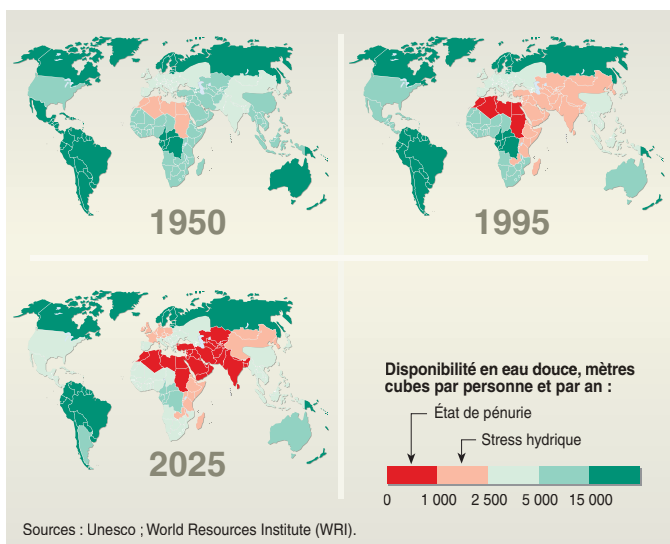 1950
1995
2025
Disponibilité en eau douce, mètres
cubes par personne et par an :
État de pénurie
Stress hydrique
0 1 000 2 500 5 000 15 000
Sources : Unesco ; World Resources Institute (WRI).